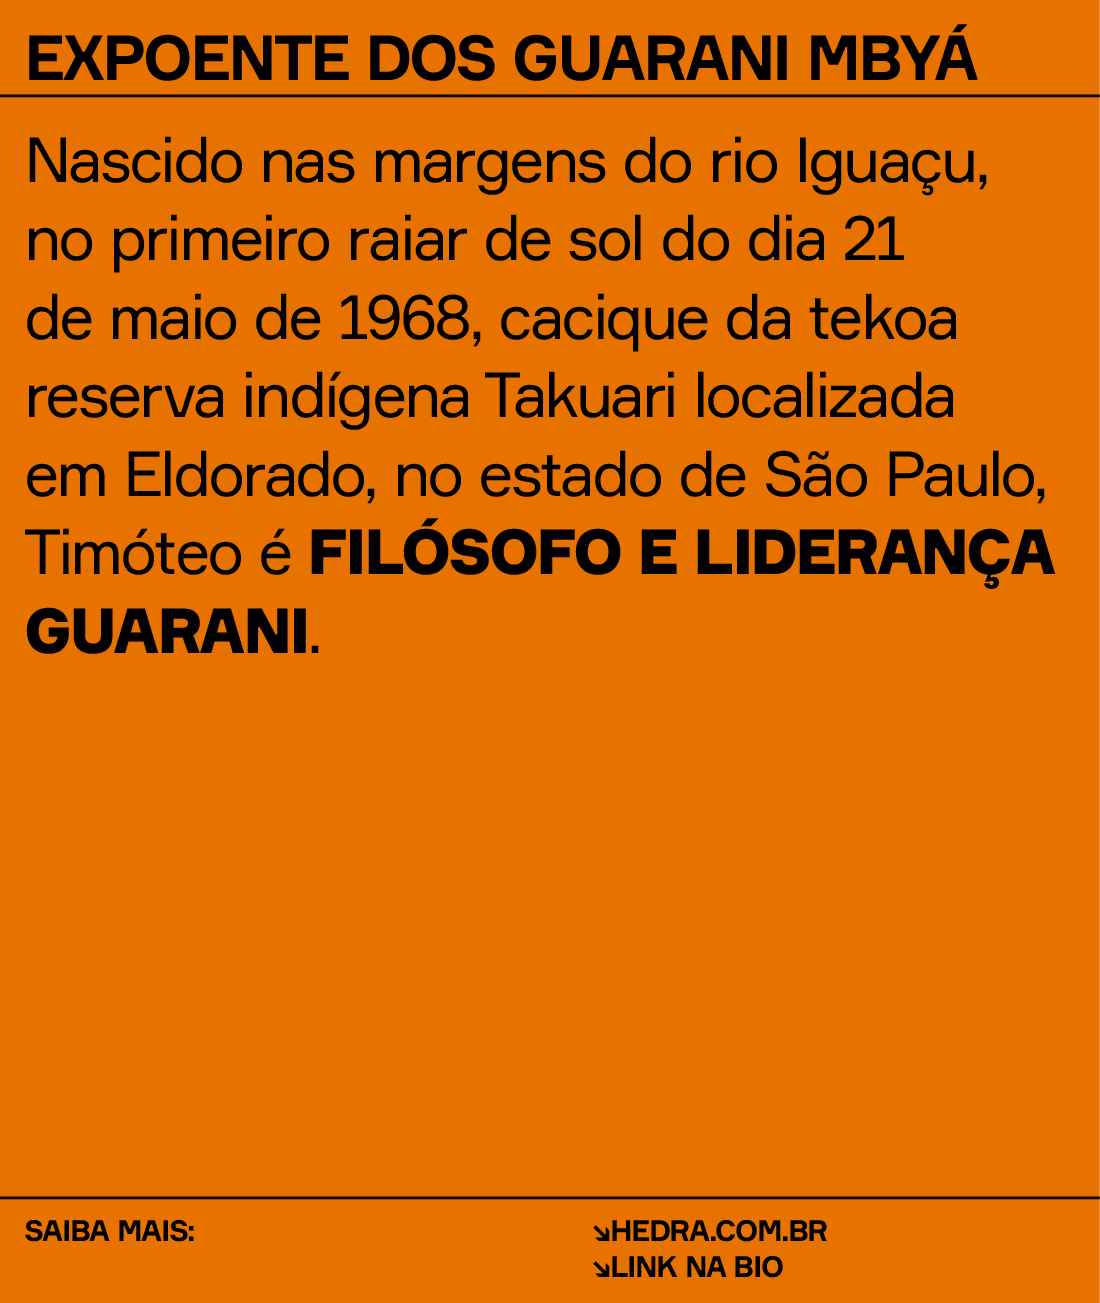 EXPOENTE DOS GUARANI MBYÁ
Nascido nas margens do rio Iguaçu,
no primeiro raiar de sol do dia 21
de maio de 1968, cacique da tekoa
reserva indígena Takuari localizada
em Eldorado, no estado de São Paulo,
Timóteo é FILÓSOFO E LIDERANÇA
GUARANI.
SAIBA MAIS:
↘HEDRA.COM.BR
↘LINK NA BIO